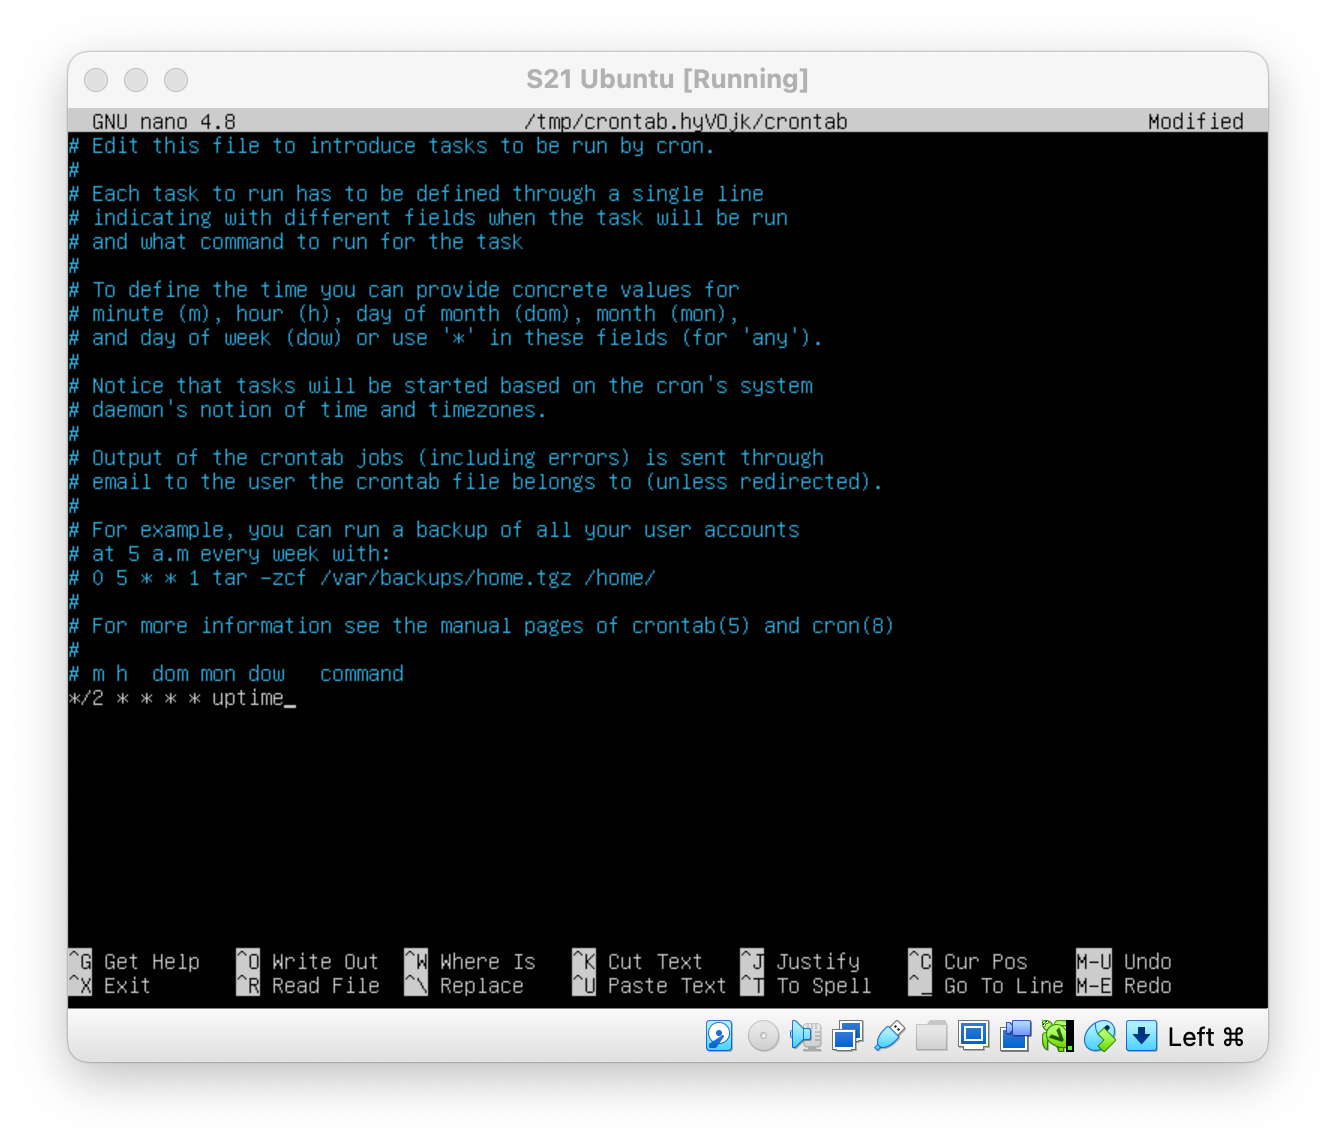 S21 Ubuntu [Running]
GNU nano 4.8 /tmp/crontab.hyVOjk/crontab Modified
# Edit this file to introduce tasks to be run by cron.
#
# Each task to run has to be defined through a single line
# indicating with different fields when the task will be run
# and what command to run for the task
#
# To define the time you can provide concrete values for
# minute (m), hour (h), day of month (dom), month (mon),
# and day of week (dow) or use '*' in these fields (for 'any').
#
# Notice that tasks will be started based on the cron's system
# daemon's notion of time and timezones.
#
# Output of the crontab jobs (including errors) is sent through
# email to the user the crontab file belongs to (unless redirected).
#
# For example, you can run a backup of all your user accounts
# at 5 a.m every week with:
# 0 5 * * 1 tar -zcf /var/backups/home.tgz /home/
#
# For more information see the manual pages of crontab(5) and cron(8)
#
# m h  dom mon dow   command
*/2 * * * * uptime_
^G Get Help ^O Write Out ^W Where Is ^K Cut Text ^J Justify ^C Cur Pos M-U Undo
^X Exit ^R Read File ^\ Replace ^U Paste Text ^T To Spell ^_ Go To Line M-E Redo
Left ⌘